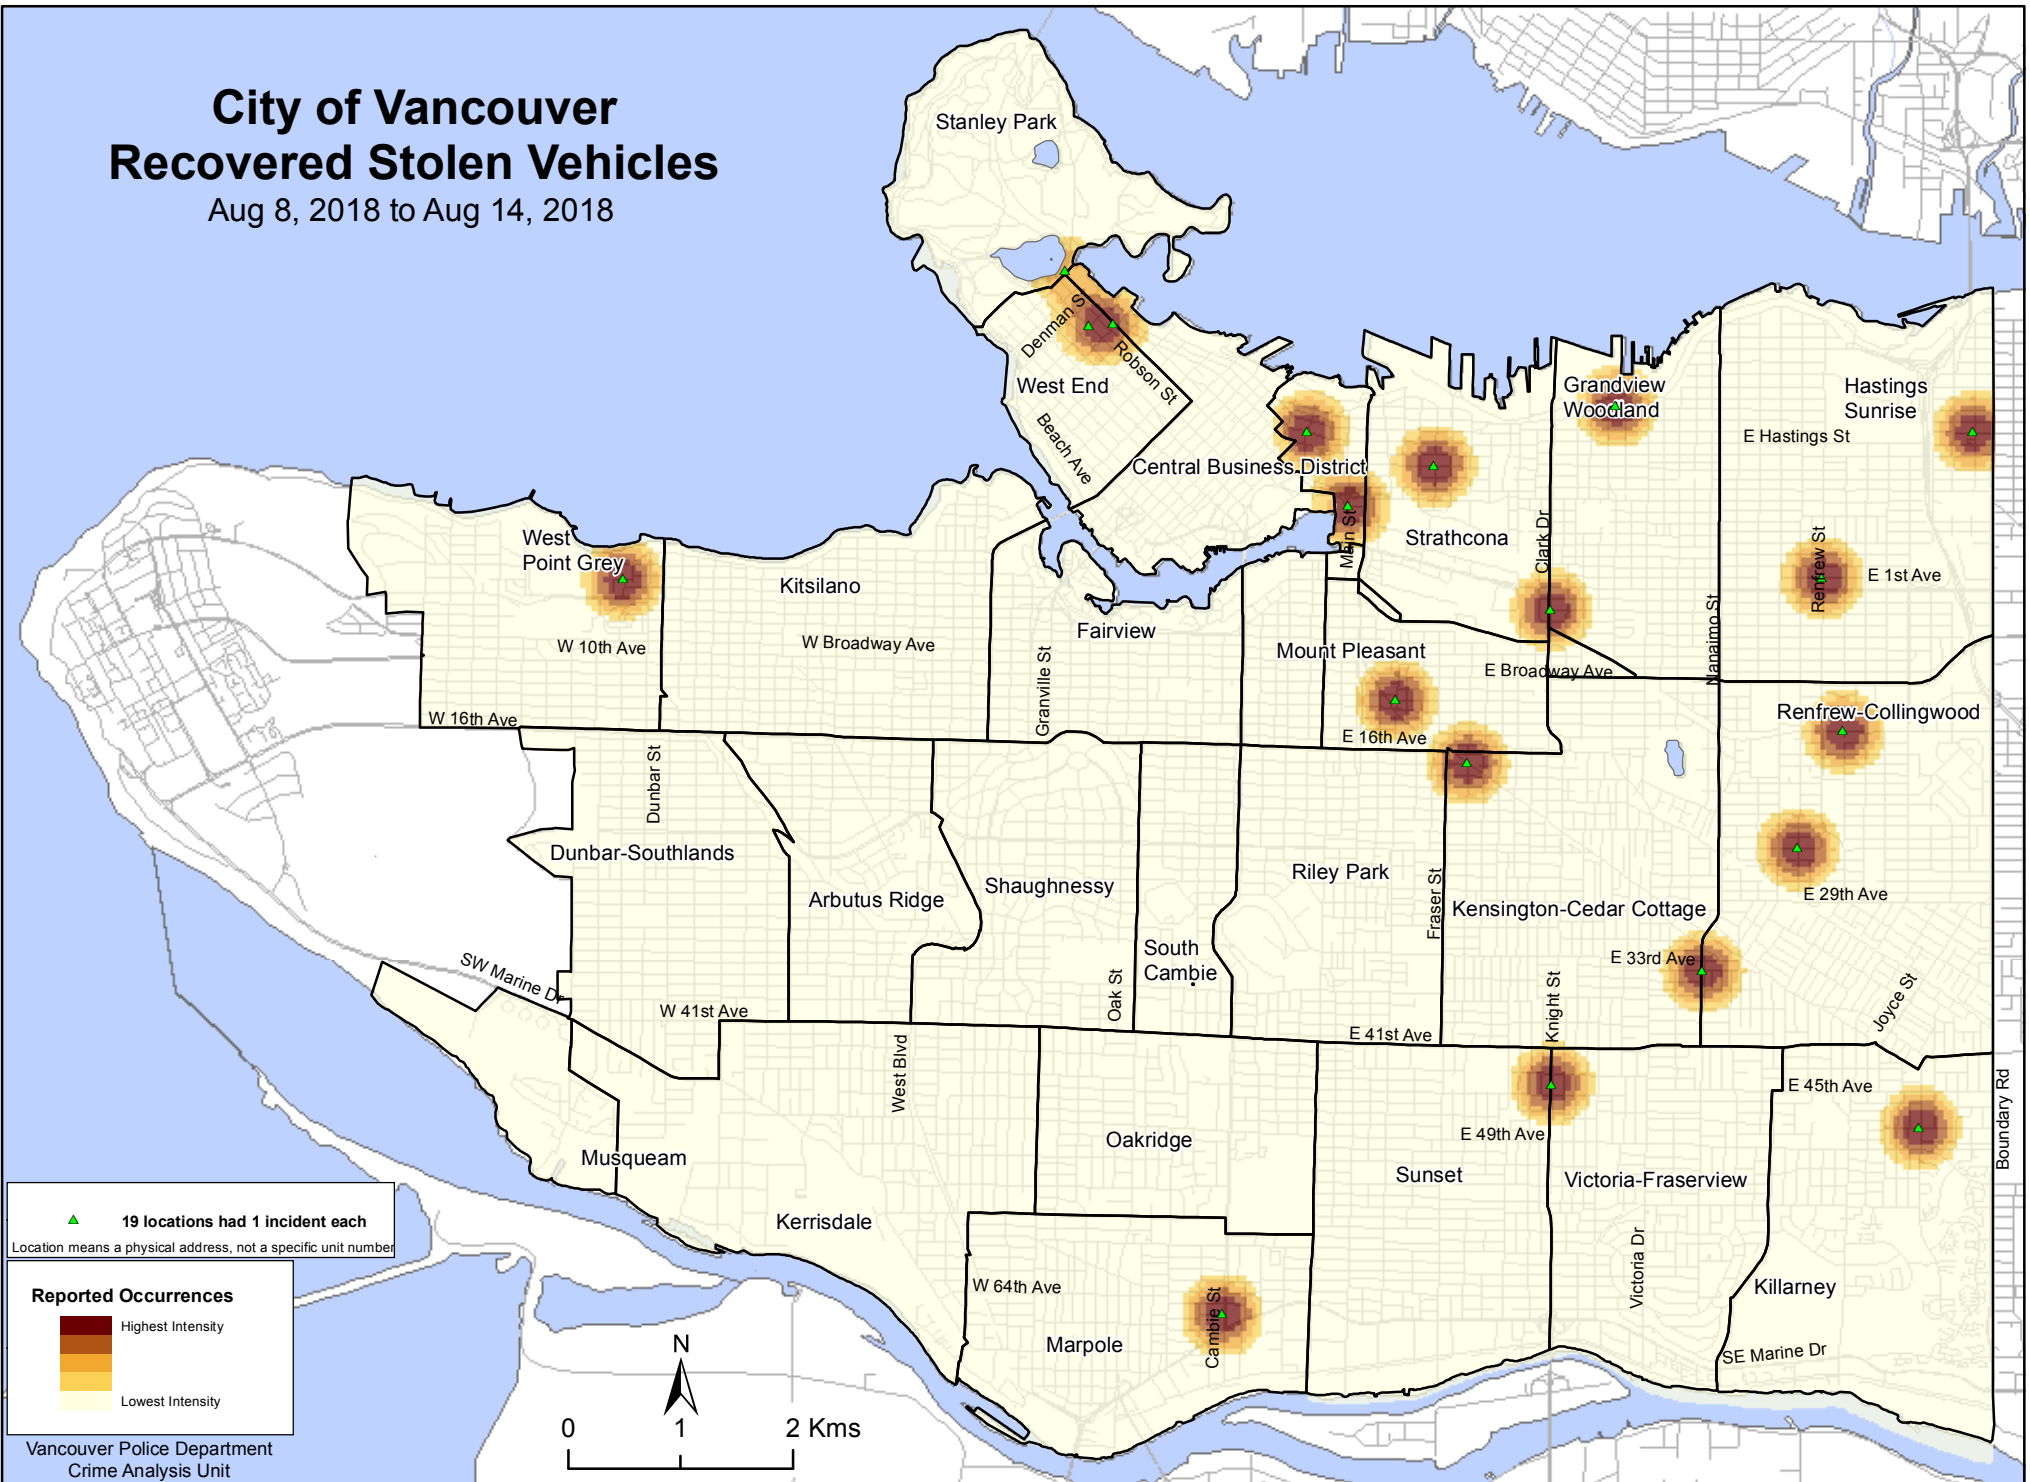 City of Vancouver
Recovered Stolen Vehicles
Aug 8, 2018 to Aug 14, 2018
Stanley Park
Denman S
Robson St
West End
Beach Ave
Central Business District
Grandview
Woodland
Hastings
Sunrise
E Hastings St
West
Point Grey
Kitsilano
Main St
Strathcona
Clark Dr
Renfrew St
E 1st Ave
Nanaimo St
W 10th Ave
W Broadway Ave
Fairview
Granville St
Mount Pleasant
E Broadway Ave
W 16th Ave
E 16th Ave
Renfrew-Collingwood
Dunbar St
Dunbar-Southlands
Arbutus Ridge
Shaughnessy
Riley Park
Fraser St
Kensington-Cedar Cottage
E 29th Ave
South
Cambie
Oak St
E 33rd Ave
Knight St
Joyce St
SW Marine Dr
W 41st Ave
E 41st Ave
West Blvd
E 45th Ave
Boundary Rd
Musqueam
Oakridge
E 49th Ave
Sunset
Victoria-Fraserview
Kerrisdale
Victoria Dr
W 64th Ave
Cambie St
Killarney
Marpole
SE Marine Dr
19 locations had 1 incident each
Location means a physical address, not a specific unit number
Reported Occurrences
Highest Intensity
Lowest Intensity
Vancouver Police Department
Crime Analysis Unit
N
0 1 2 Kms